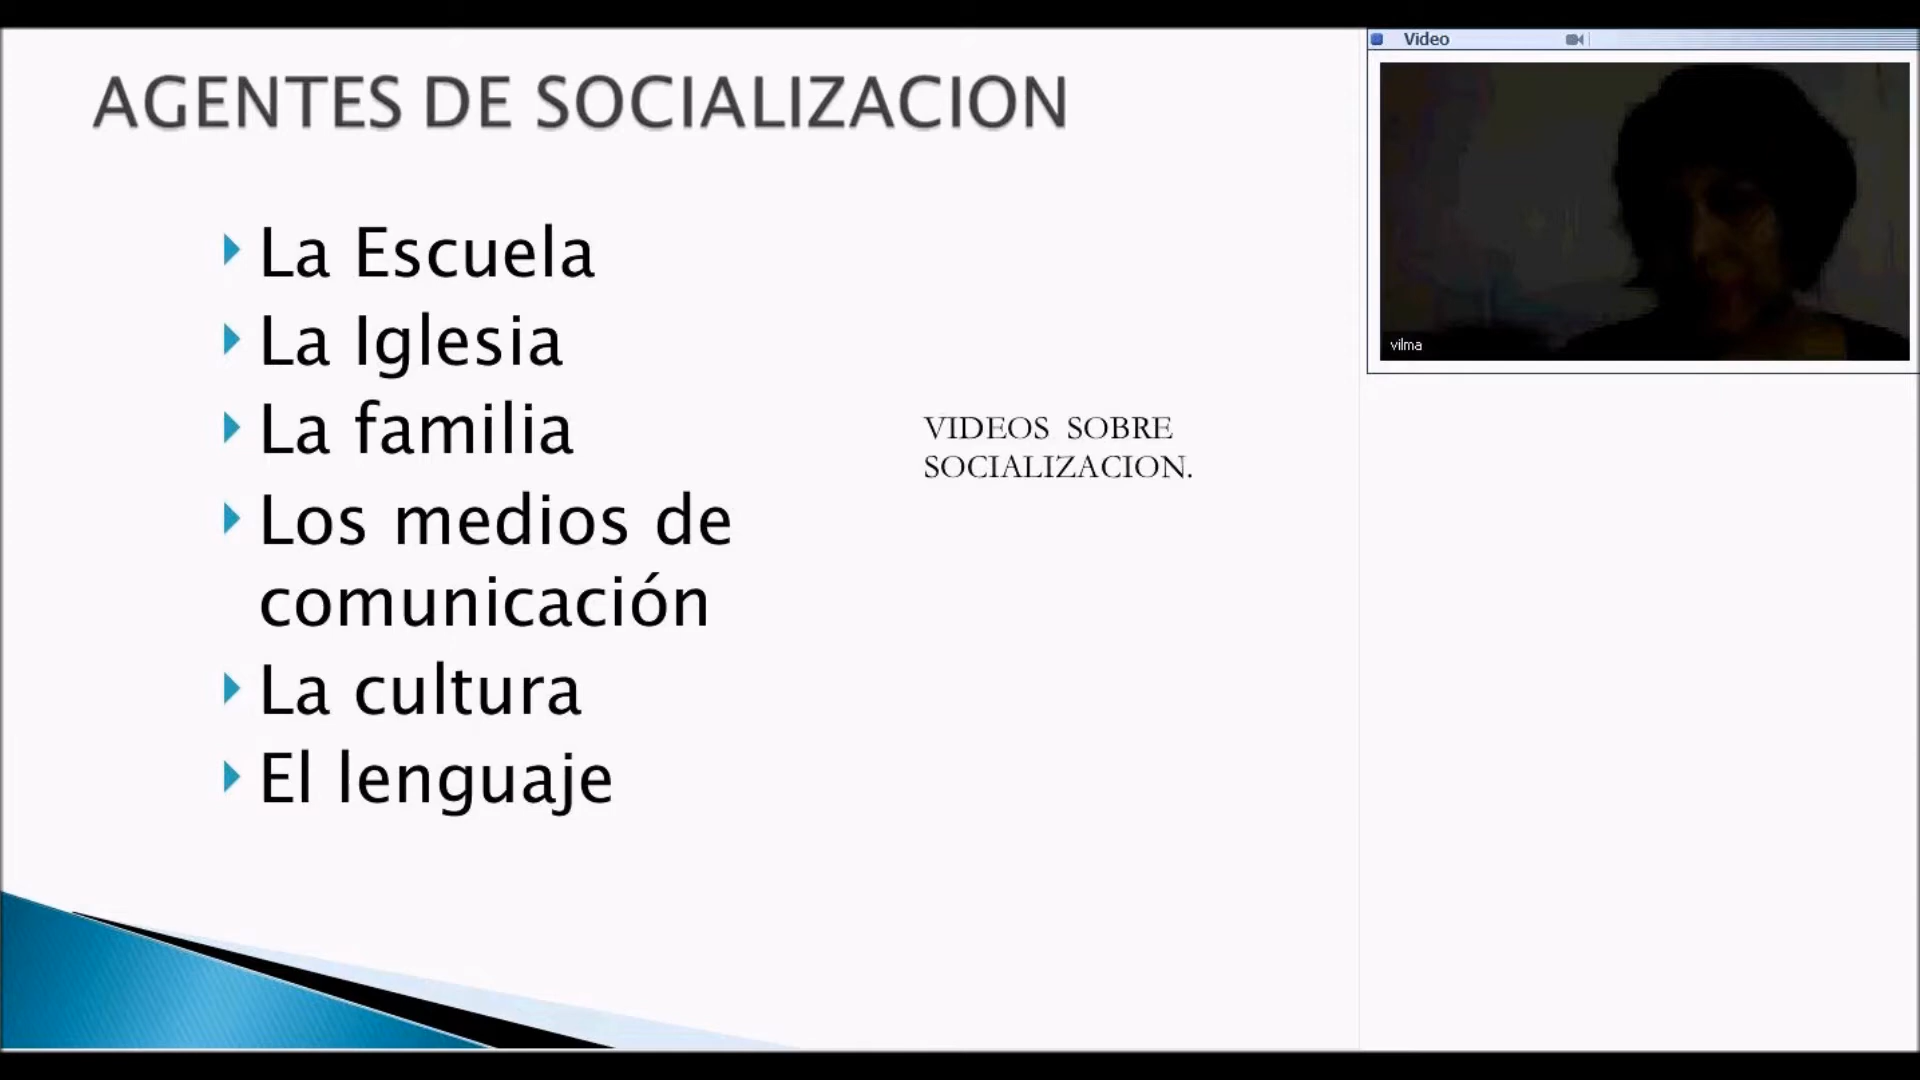 AGENTES DE SOCIALIZACION
La Escuela
La Iglesia
La familia
Los medios de
comunicación
La cultura
El lenguaje
VIDEOS SOBRE
SOCIALIZACION.
Video
vilma